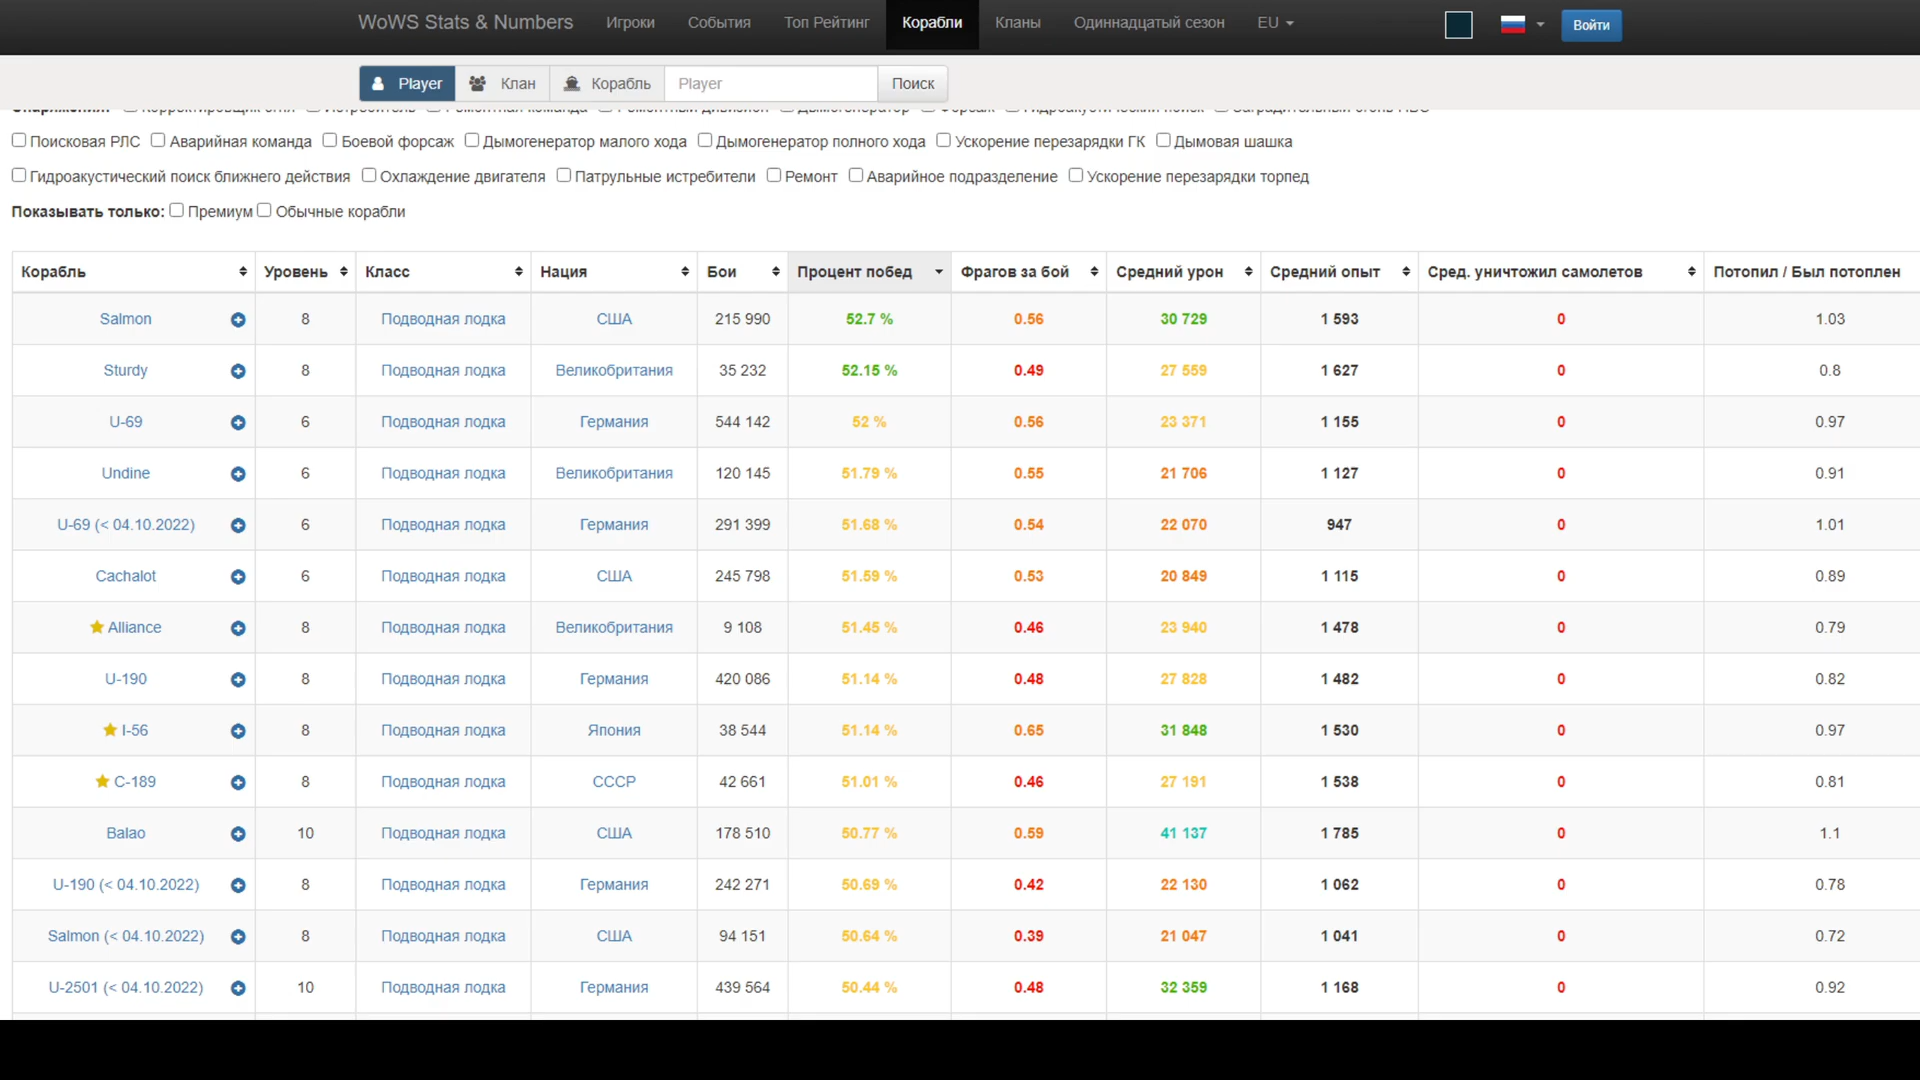 WoWS Stats & Numbers Игроки События Топ Рейтинг Корабли Кланы Одиннадцатый сезон EU Войти
Player Клан Корабль Player Поиск
Поисковая РЛС Аварийная команда Боевой форсаж Дымогенератор малого хода Дымогенератор полного хода Ускорение перезарядки ГК Дымовая шашка
Гидроакустический поиск ближнего действия Охлаждение двигателя Патрульные истребители Ремонт Аварийное подразделение Ускорение перезарядки торпед
Показывать только: Премиум Обычные корабли
Корабль Уровень Класс Нация Бои Процент побед Фрагов за бой Средний урон Средний опыт Сред. уничтожил самолетов Потопил / Был потоплен
Salmon 8 Подводная лодка США 215 990 52.7 % 0.56 30 729 1 593 0 1.03
Sturdy 8 Подводная лодка Великобритания 35 232 52.15 % 0.49 27 559 1 627 0 0.8
U-69 6 Подводная лодка Германия 544 142 52 % 0.56 23 371 1 155 0 0.97
Undine 6 Подводная лодка Великобритания 120 145 51.79 % 0.55 21 706 1 127 0 0.91
U-69 (< 04.10.2022) 6 Подводная лодка Германия 291 399 51.68 % 0.54 22 070 947 0 1.01
Cachalot 6 Подводная лодка США 245 798 51.59 % 0.53 20 849 1 115 0 0.89
Alliance 8 Подводная лодка Великобритания 9 108 51.45 % 0.46 23 940 1 478 0 0.79
U-190 8 Подводная лодка Германия 420 086 51.14 % 0.48 27 828 1 482 0 0.82
I-56 8 Подводная лодка Япония 38 544 51.14 % 0.65 31 848 1 530 0 0.97
С-189 8 Подводная лодка СССР 42 661 51.01 % 0.46 27 191 1 538 0 0.81
Balao 10 Подводная лодка США 178 510 50.77 % 0.59 41 137 1 785 0 1.1
U-190 (< 04.10.2022) 8 Подводная лодка Германия 242 271 50.69 % 0.42 22 130 1 062 0 0.78
Salmon (< 04.10.2022) 8 Подводная лодка США 94 151 50.64 % 0.39 21 047 1 041 0 0.72
U-2501 (< 04.10.2022) 10 Подводная лодка Германия 439 564 50.44 % 0.48 32 359 1 168 0 0.92